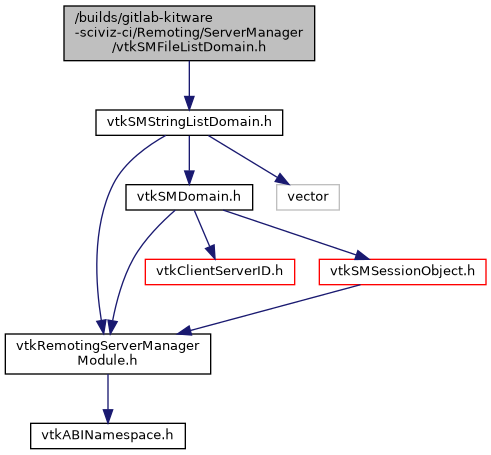 /builds/gitlab-kitware
-sciviz-ci/Remoting/ServerManager
/vtkSMFileListDomain.h
vtkSMStringListDomain.h
vtkSMDomain.h
vector
vtkClientServerID.h
vtkSMSessionObject.h
vtkRemotingServerManager
Module.h
vtkABINamespace.h